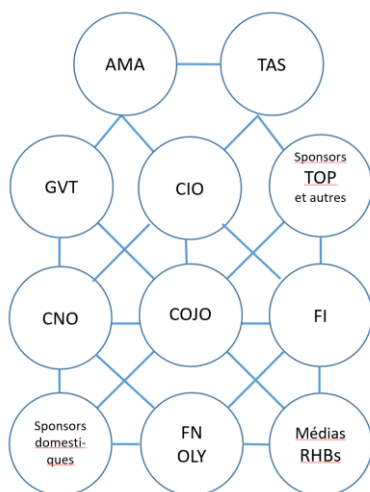 AMA
TAS
GVT
CIO
Sponsors
TOP
et autres
CNO
COJO
FI
Sponsors
domesti-
ques
FN
OLY
Médias
RHBs